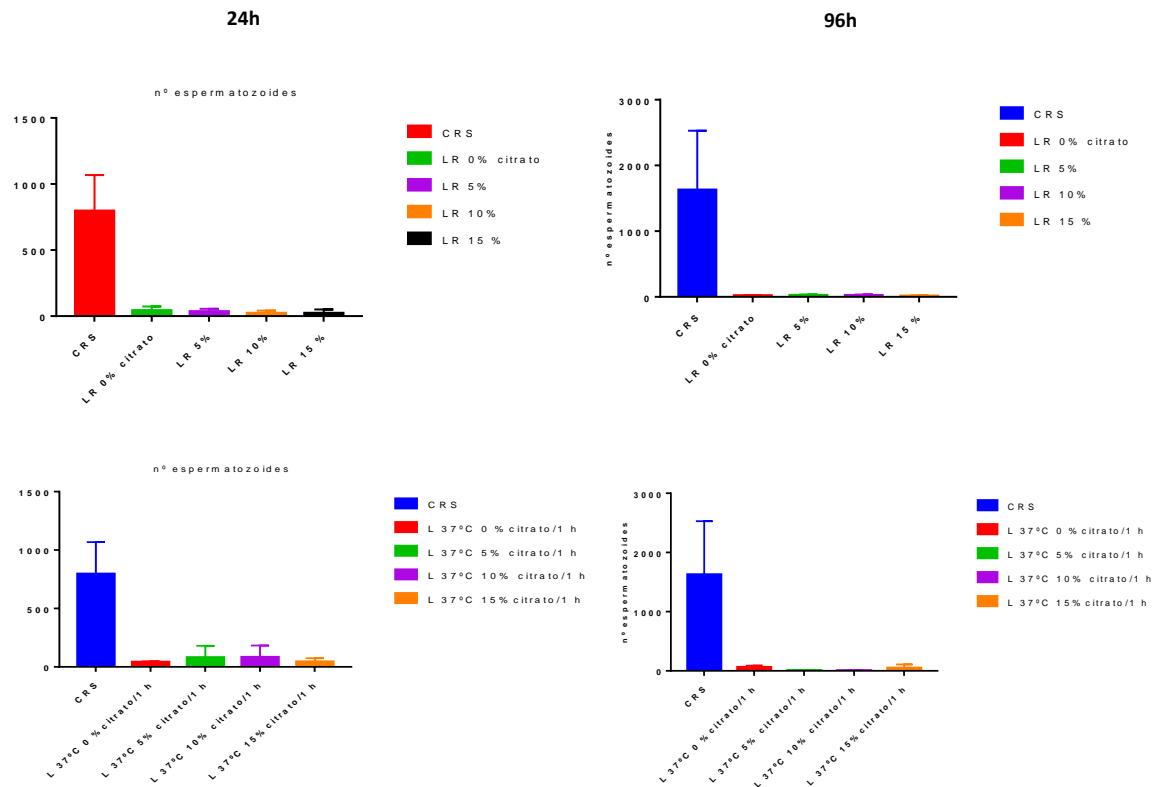 24h
96h
nº espermatozoides
1500
1000
500
0
CRS
LR 0% citrato
LR 5%
LR 10%
LR 15 %
CRS
LR 0% citrato
LR 5%
LR 10%
LR 15 %
nº espermatozoides
3000
2000
1000
0
CRS
LR 0% citrato
LR 5%
LR 10%
LR 15%
CRS
LR 0% citrato
LR 5%
LR 10%
LR 15%
nº espermatozoides
1500
1000
500
0
CRS
L 37ºC 0 % citrato/1 h
L 37ºC 5% citrato/1 h
L 37ºC 10% citrato/1 h
L 37ºC 15% citrato/1 h
CRS
L 37ºC 0 % citrato/1 h
L 37ºC 5% citrato/1 h
L 37ºC 10% citrato/1 h
L 37ºC 15% citrato/1 h
nº espermatozoides
3000
2000
1000
0
CRS
L 37ºC 0 % citrato/1 h
L 37ºC 5% citrato/1 h
L 37ºC 10% citrato/1 h
L 37ºC 15% citrato/1 h
CRS
L 37ºC 0 % citrato/1 h
L 37ºC 5% citrato/1 h
L 37ºC 10% citrato/1 h
L 37ºC 15% citrato/1 h